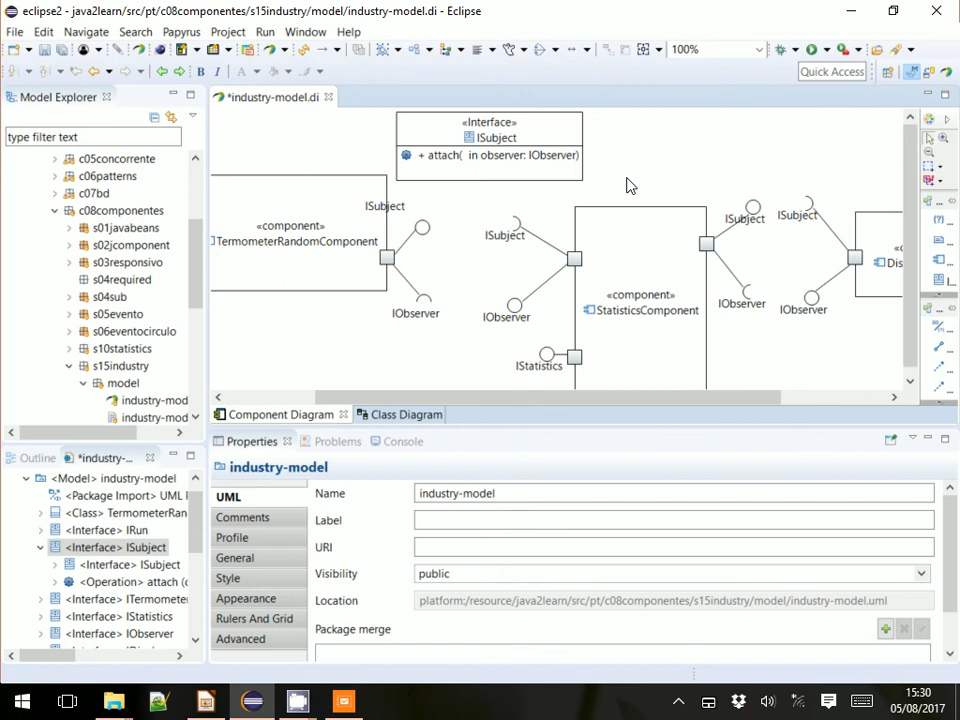 eclipse2 - java2learn/src/pt/c08componentes/s15industry/model/industry-model.di - Eclipse
File Edit Navigate Search Papyrus Project Run Window Help
100%
B I A
Quick Access
Model Explorer
*industry-model.di
type filter text
c05concorrente
c06patterns
c07bd
c08componentes
s01javabeans
s02jcomponent
s03responsivo
s04required
s04sub
s05evento
s06eventocirculo
s10statistics
s15industry
model
industry-mod
industry-mod
«Interface»
ISubject
+ attach( in observer: IObserver)
«component»
TermometerRandomComponent
ISubject
IObserver
ISubject
IObserver
IStatistics
«component»
StatisticsComponent
ISubject
IObserver
ISubject
IObserver
«c
Dis
Component Diagram
Class Diagram
Outline
*industry-...
<Model> industry-model
<Package Import> UML P
<Class> TermometerRan
<Interface> IRun
<Interface> ISubject
<Interface> ISubject
<Operation> attach (c
<Interface> ITermomete
<Interface> IStatistics
<Interface> IObserver
Properties
Problems
Console
industry-model
UML
Comments
Profile
General
Style
Appearance
Rulers And Grid
Advanced
Name
industry-model
Label
URI
Visibility
public
Location
platform:/resource/java2learn/src/pt/c08componentes/s15industry/model/industry-model.uml
Package merge
15:30
05/08/2017